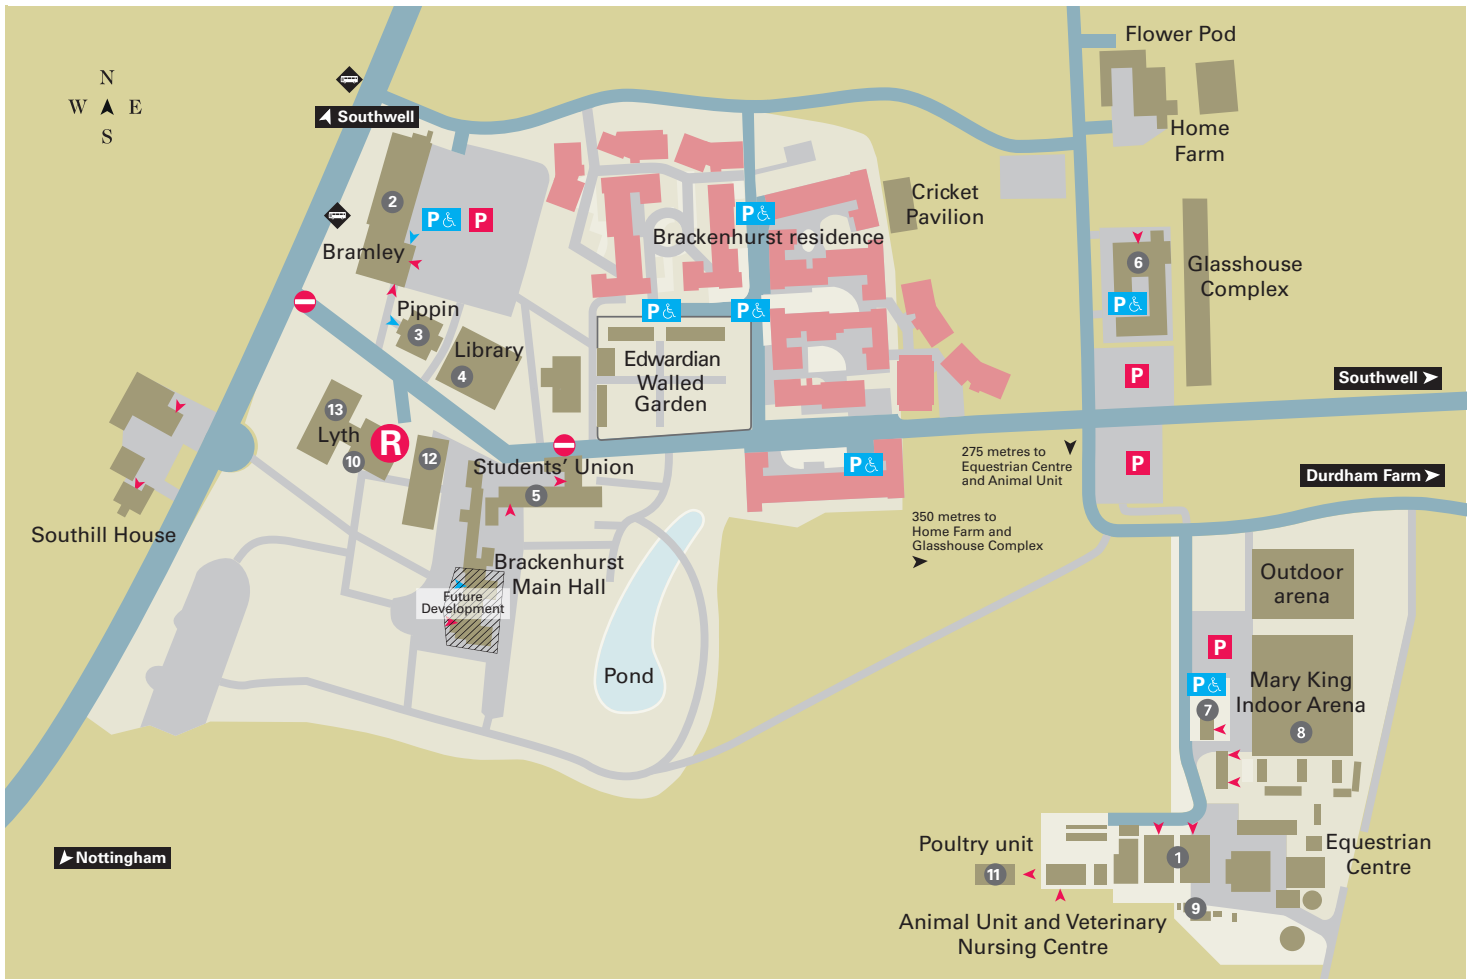 Flower Pod
N
W E
S
Southwell
Home
Farm
2
P
P
Cricket
Pavilion
P
Brackenhurst residence
Bramley
6
Glasshouse
Complex
P
Pippin
3
P
P
Library
4
Edwardian
Walled
Garden
P
Southwell
13
Lyth
R
10
12
Students' Union
5
P
275 metres to
Equestrian Centre
and Animal Unit
P
Durdham Farm
350 metres to
Home Farm and
Glasshouse Complex
Southill House
Brackenhurst
Main Hall
Future
Development
Outdoor
arena
Pond
P
P
7
Mary King
Indoor Arena
8
Nottingham
Poultry unit
11
1
Equestrian
Centre
9
Animal Unit and Veterinary
Nursing Centre